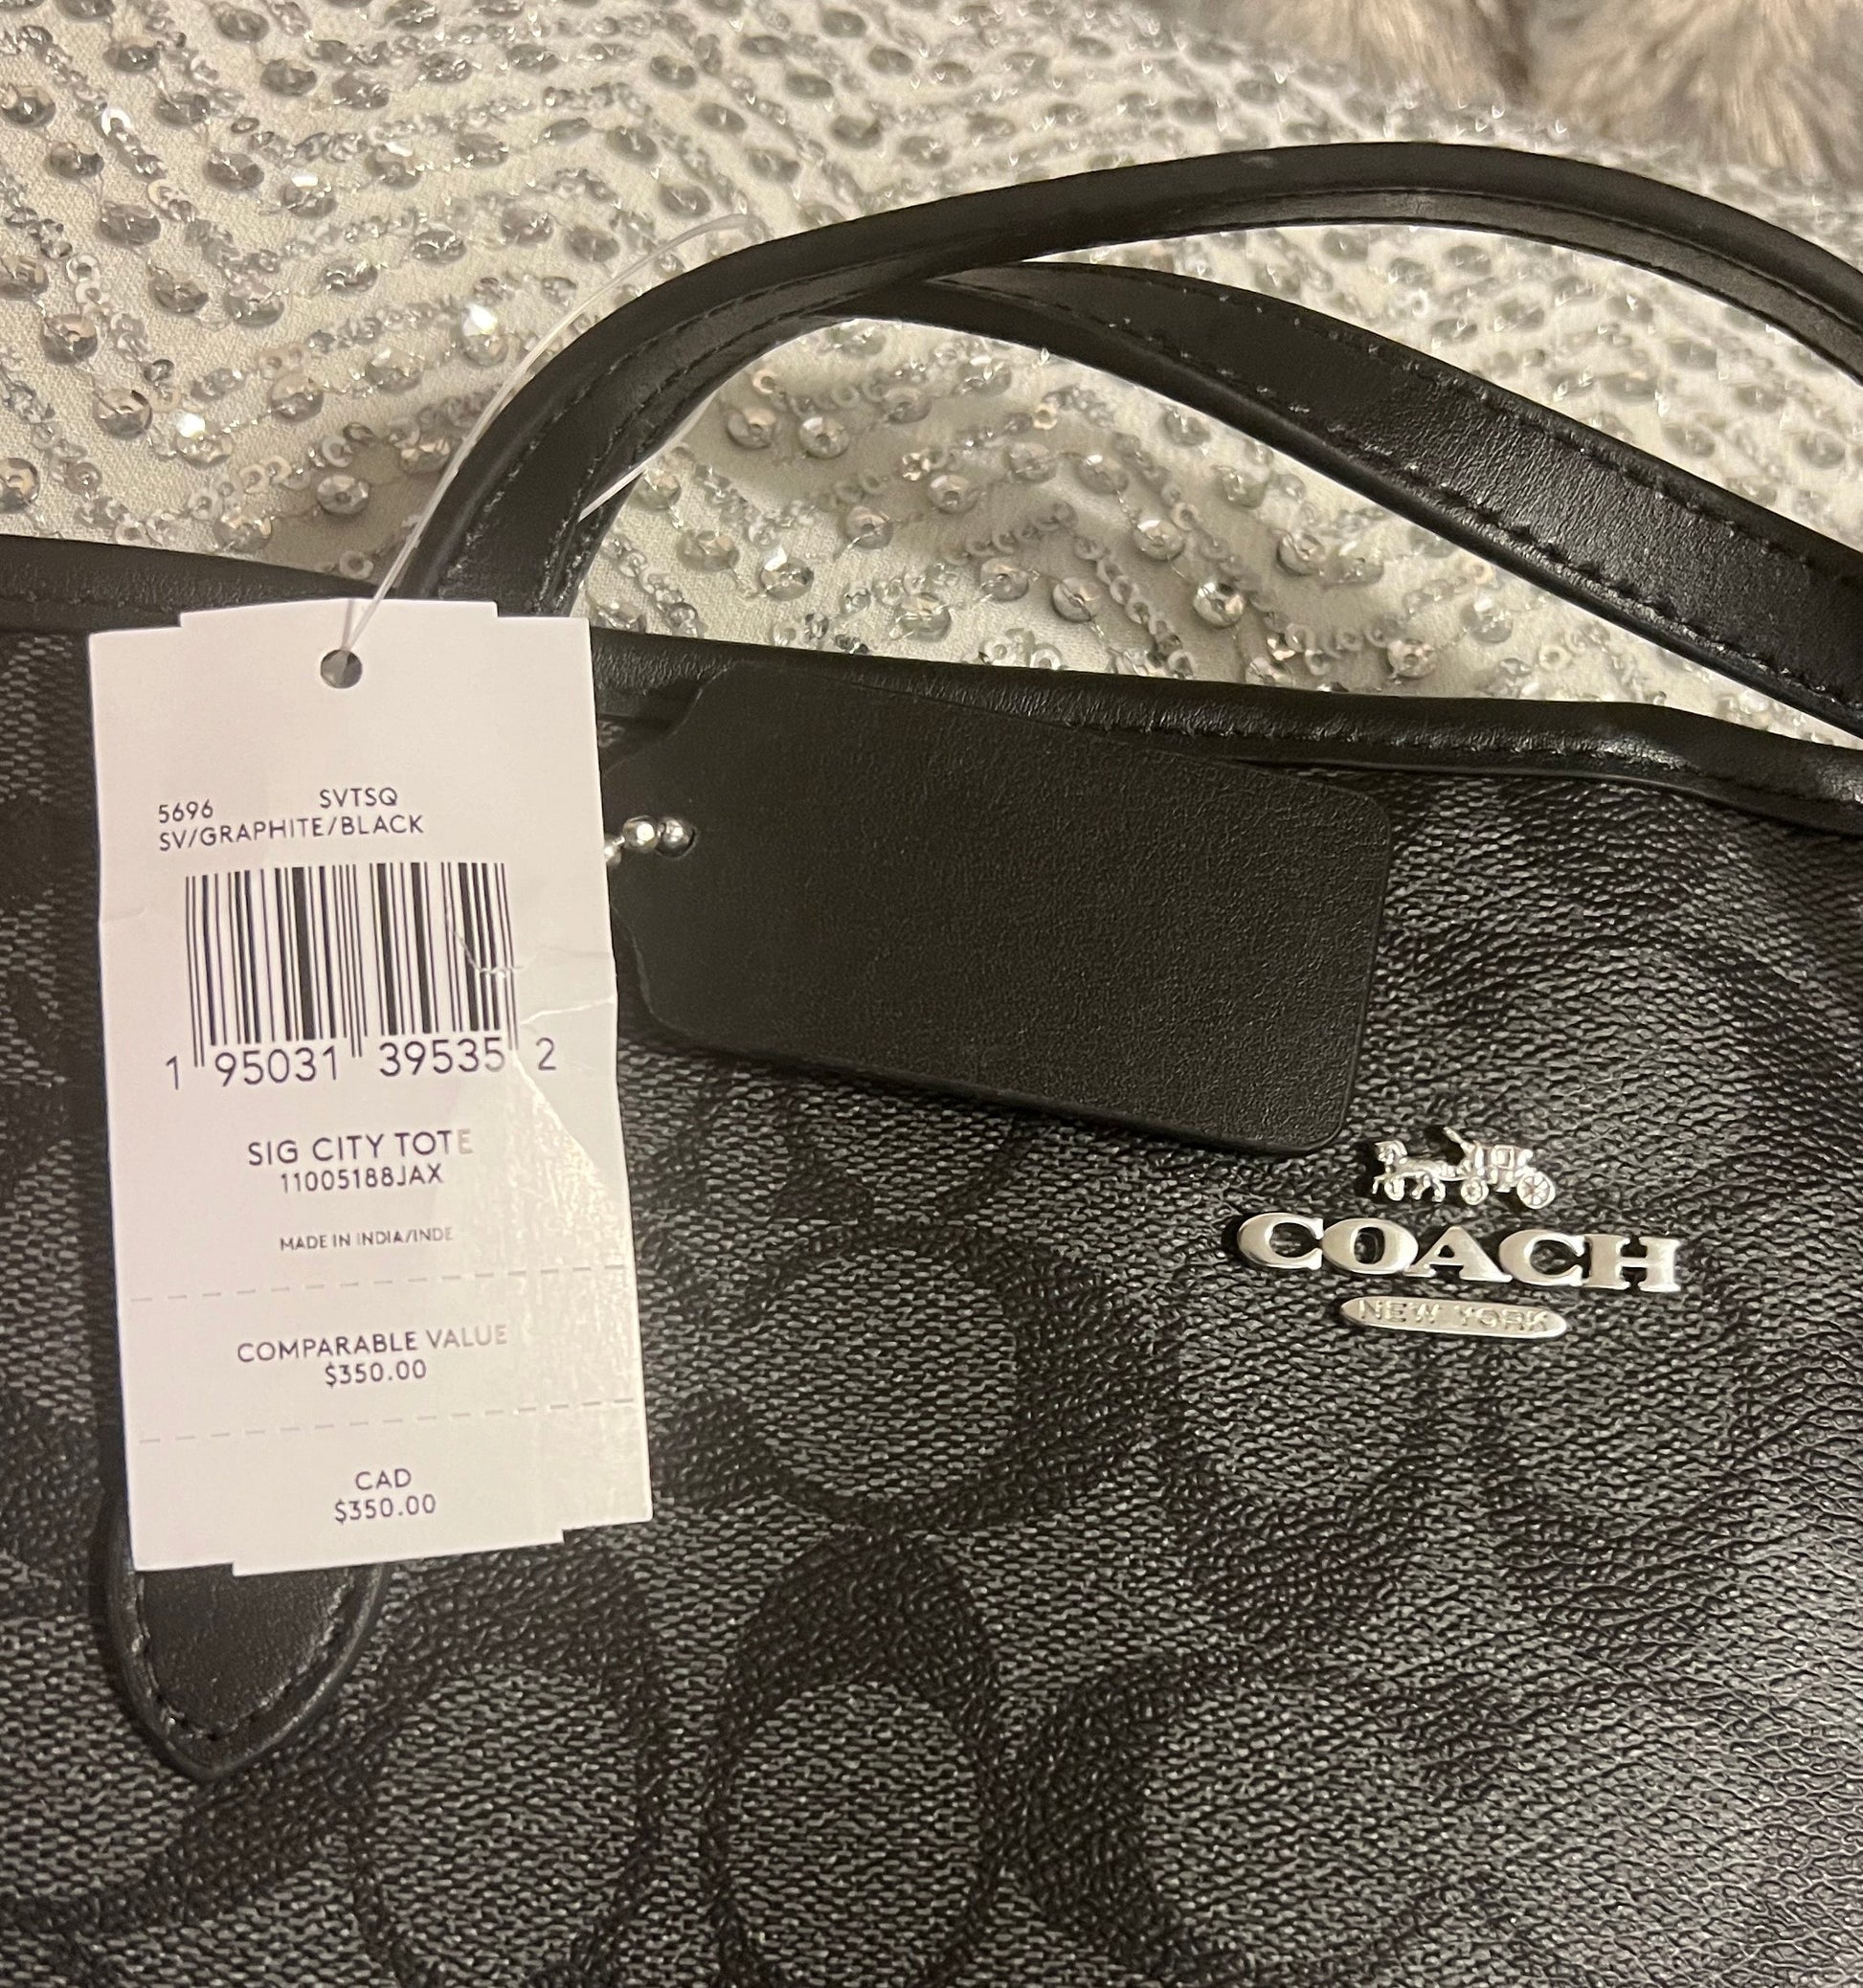 5696 SVTSQ
SV/GRAPHITE/BLACK
1 95031 39535 2
SIG CITY TOTE
11005188JAX
MADE IN INDIA/INDE
COMPARABLE VALUE
$350.00
CAD
$350.00
COACH
NEW YORK